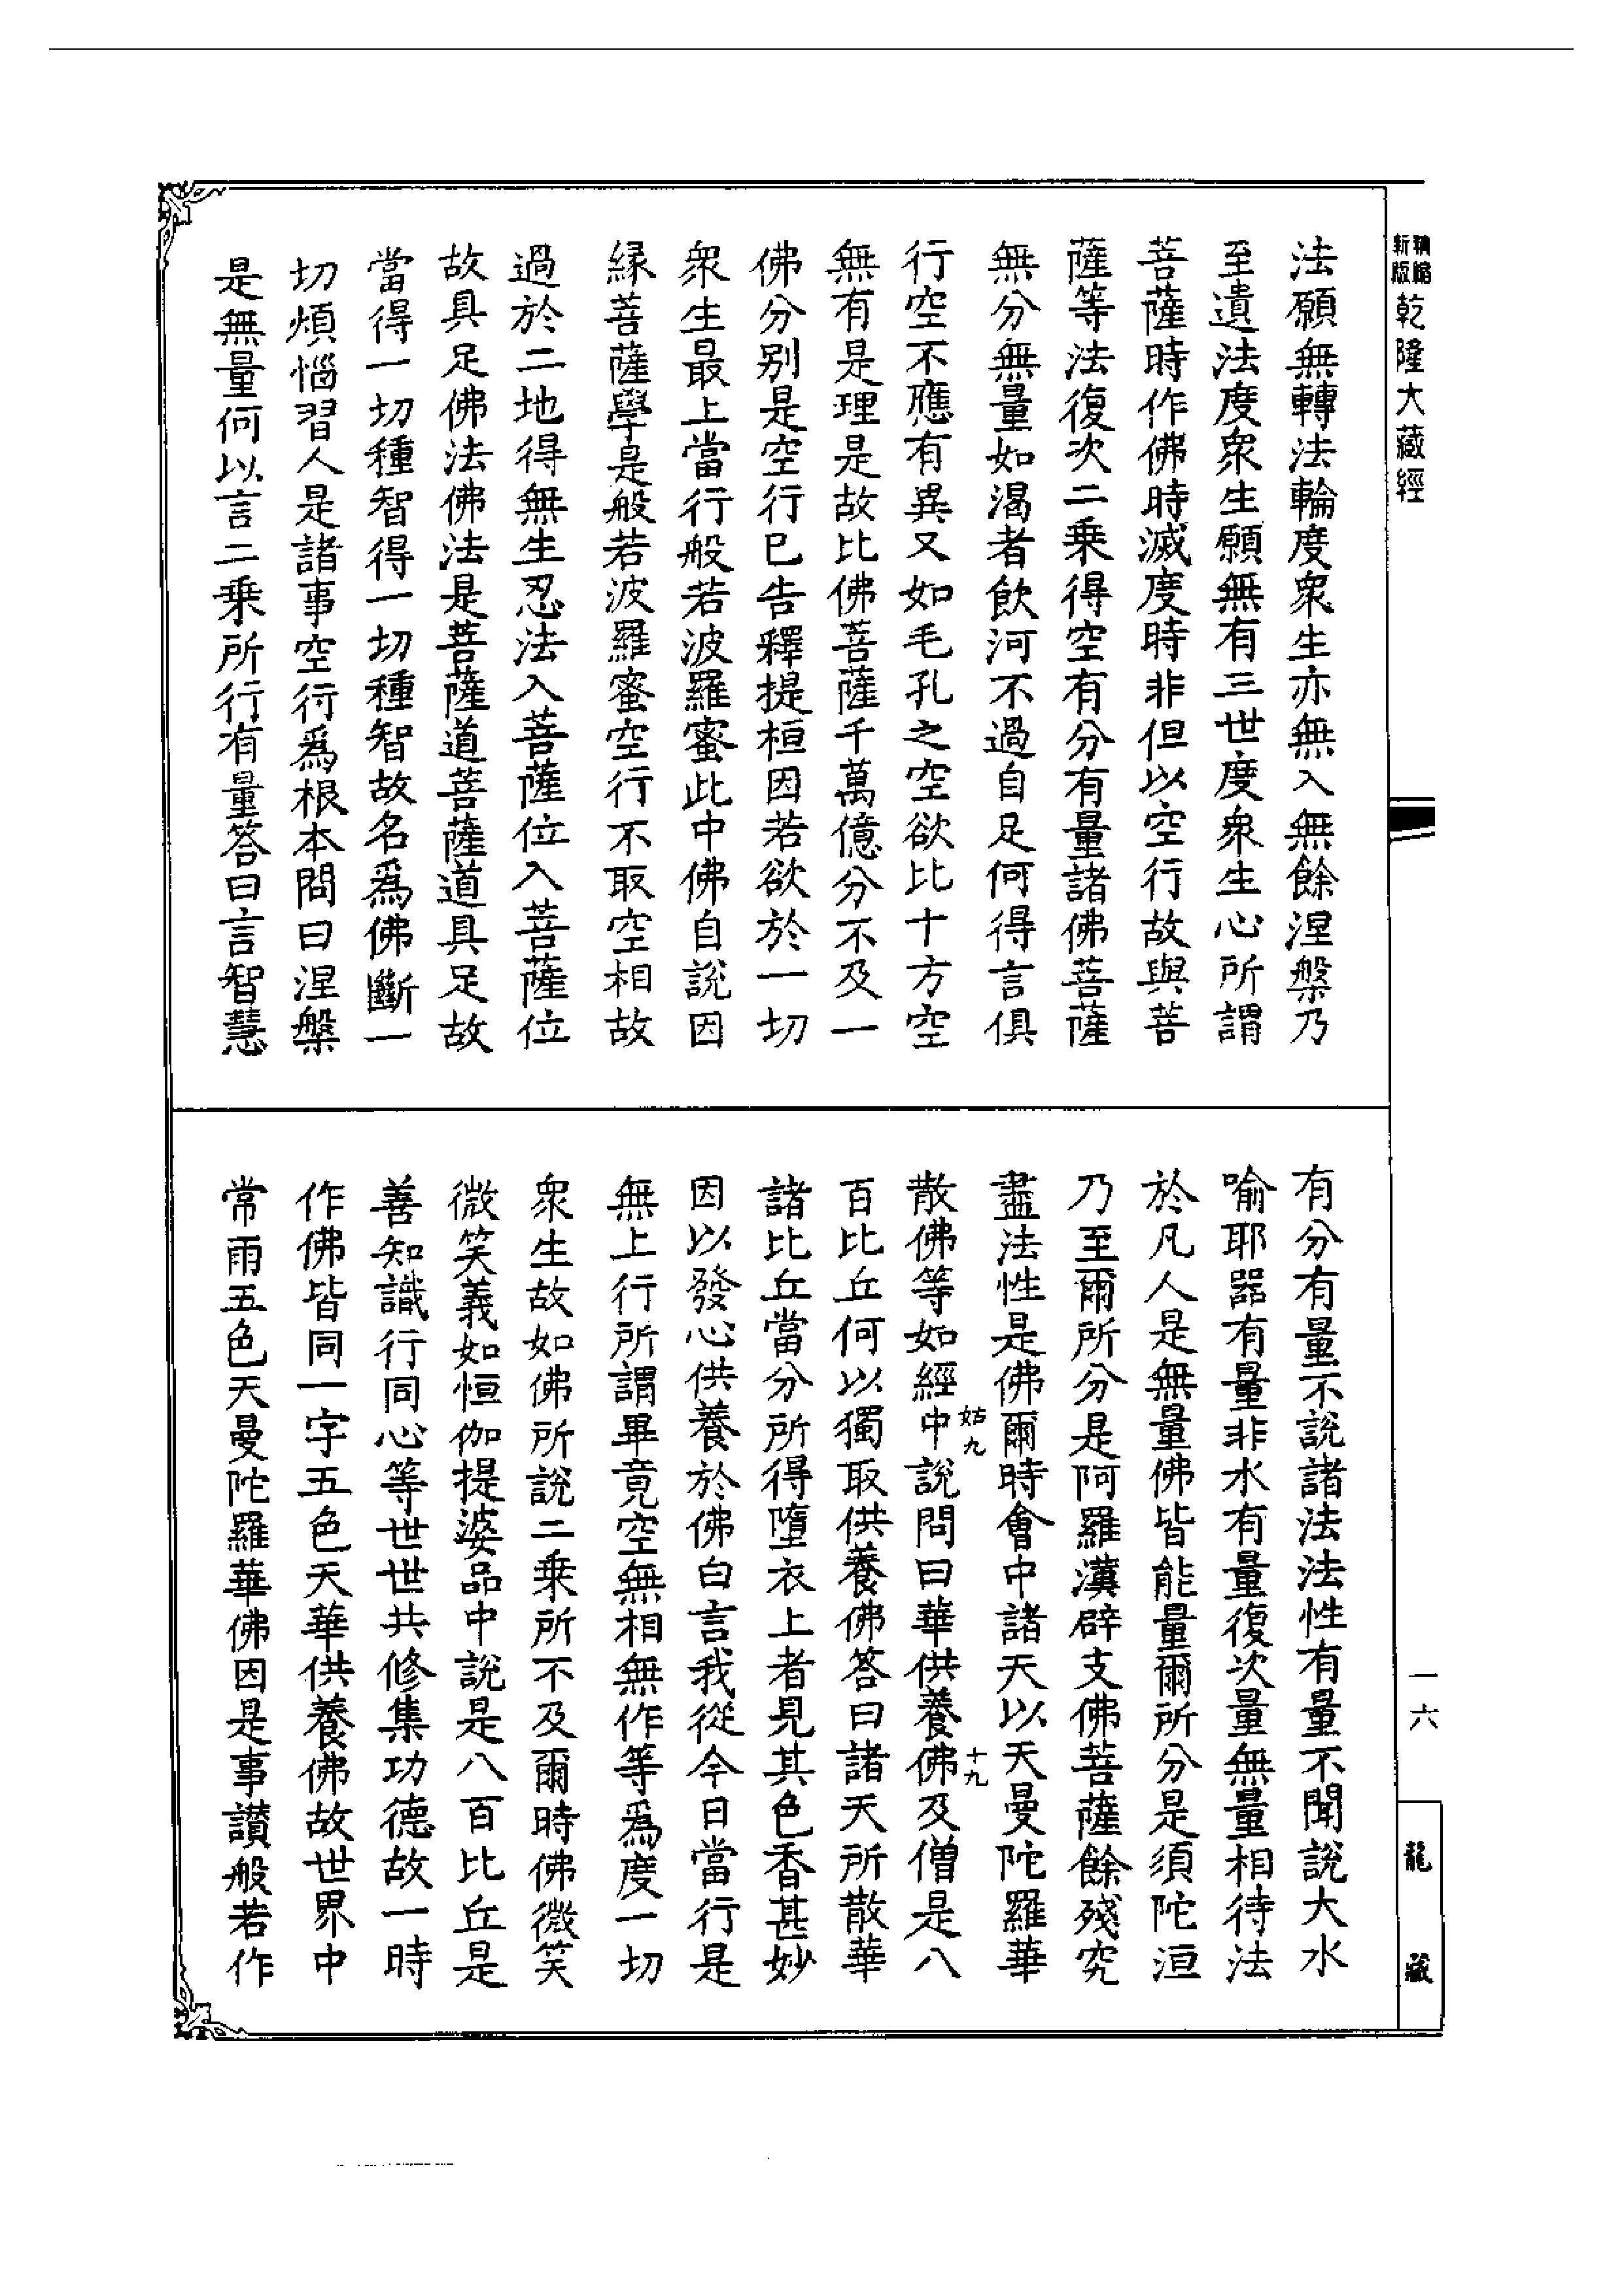 新版
乾隆大藏經
法願無轉法輪度衆生亦無入無餘涅槃乃
至遺法度衆生願無有三世度衆生心所謂
菩薩時作佛時滅度時非但以空行故與菩
薩等法復次二乗得空有分有量諸佛菩薩
無分無量如渴者飲河不過自足何得言俱
行空不應有異又如毛孔之空欲比十方空
無有是理是故比佛菩薩千萬億分不及一
佛分别是空行已告釋提桓因若欲於一切
衆生最上當行般若波羅蜜此中佛自説因
縁菩薩學是般若波羅蜜空行不取空相故
過於二地得無生忍法入菩薩位入菩薩位
故具足佛法佛法是菩薩道菩薩道具足故
當得一切種智得一切種智故名爲佛斷一
切煩惱習人是諸事空行爲根本問曰涅槃
是無量何以言二乗所行有量答曰言智慧
有分有量不説諸法法性有量不聞説大水
喻耶器有量非水有量復次量無量相待法
於凡人是無量佛皆能量爾所分是須陀洹
乃至爾所分是阿羅漢辟支佛菩薩餘殘究
盡法性是佛爾時會中諸天以天曼陀羅華
散佛等如經中説問曰華供養佛及僧是八
姑九
十九
百比丘何以獨取供養佛答曰諸天所散華
諸比丘當分所得墮衣上者見其色香甚妙
因以發心供養於佛白言我從今日當行是
無上行所謂畢竟空無相無作等爲度一切
衆生故如佛所説二乗所不及爾時佛微笑
微笑義如恒伽提婆品中説是八百比丘是
善知識行同心等世世共修集功德故一時
作佛皆同一字五色天華供養佛故世界中
常雨五色天曼陀羅華佛因是事讃般若作
一六
龍藏